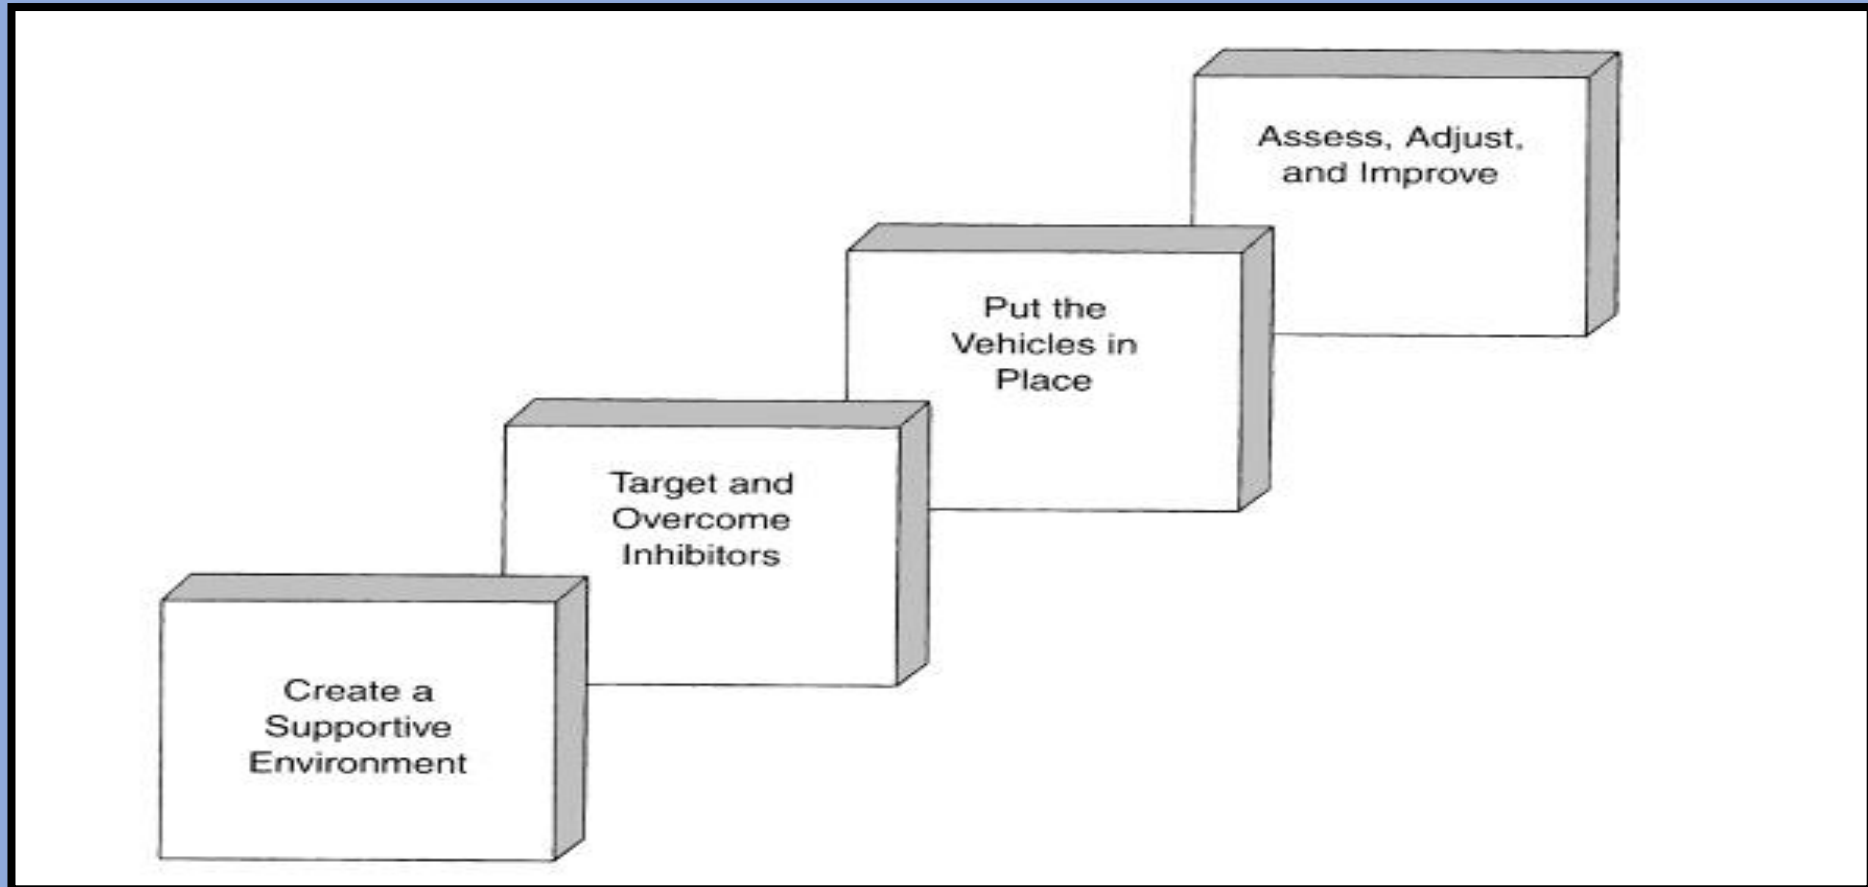 Assess, Adjust,
and Improve
Put the
Vehicles in
Place
Target and
Overcome
Inhibitors
Create a
Supportive
Environment